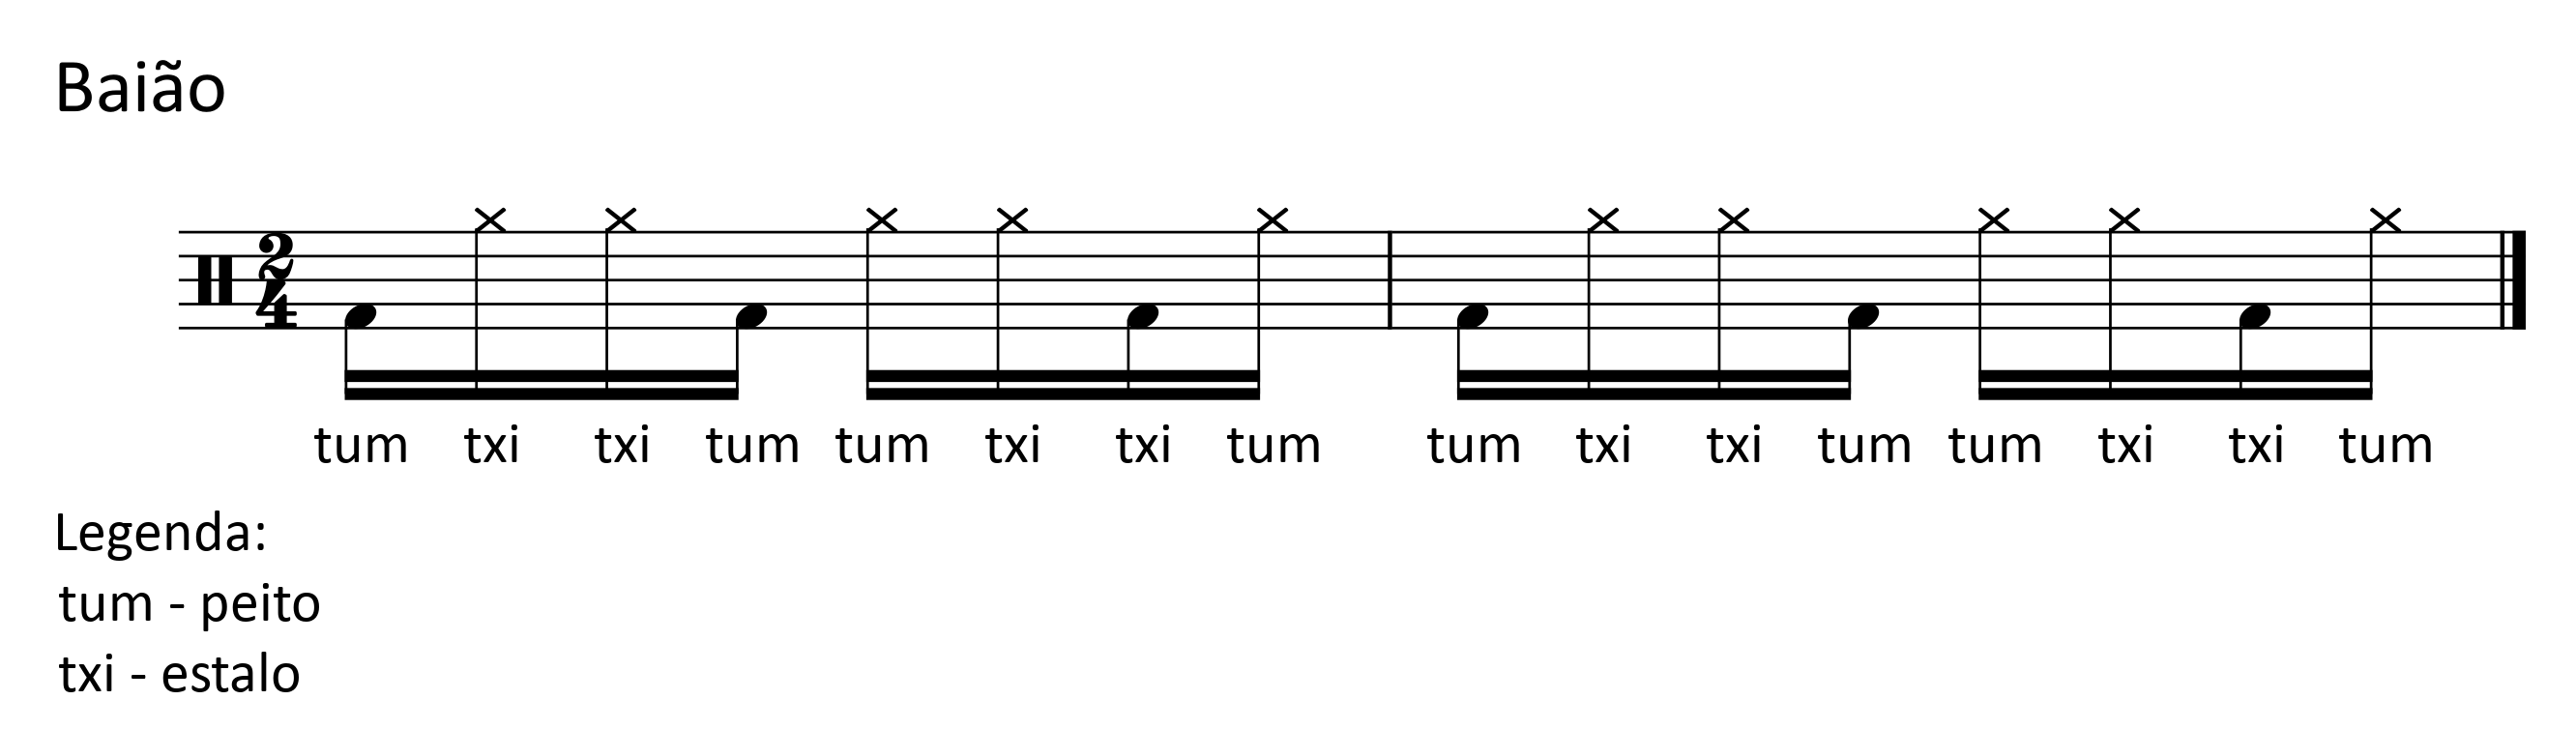 Baião
2
4
tum txi txi tum tum txi txi tum tum txi txi tum tum txi txi tum
Legenda:
tum - peito
txi - estalo